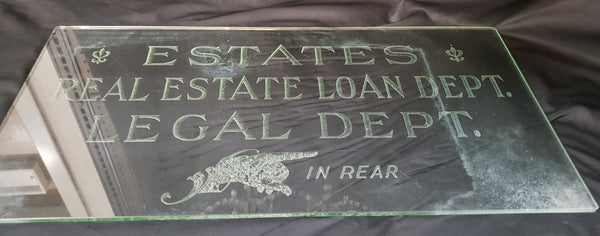 ESTATES
REAL ESTATE LOAN DEPT.
LEGAL DEPT.
IN REAR